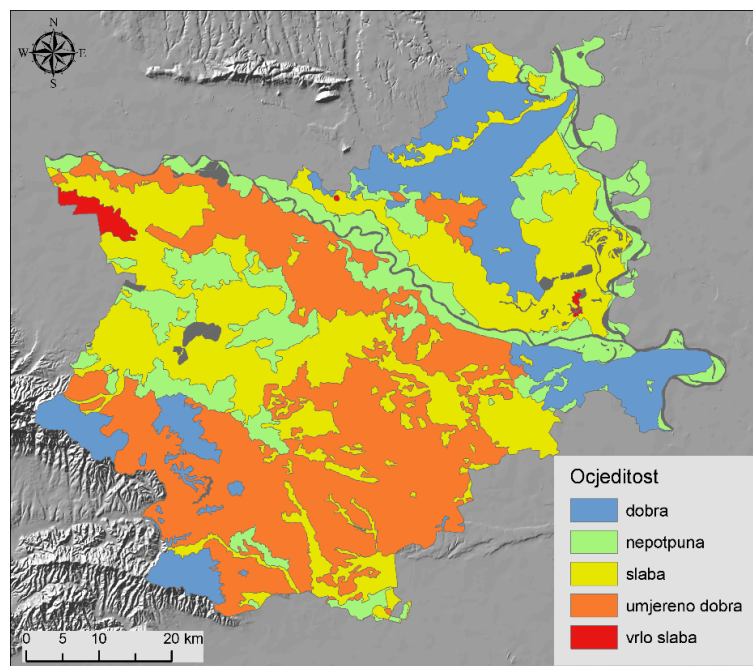 N
W E
S
Ocjeditost
dobra
nepotpuna
slaba
umjereno dobra
vrlo slaba
0 5 10 20 km